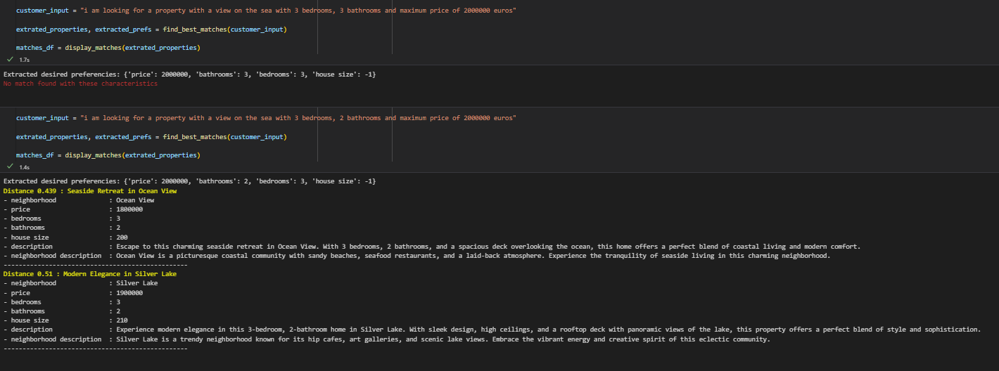 customer_input = "i am looking for a property with a view on the sea with 3 bedrooms, 3 bathrooms and maximum price of 2000000 euros"
extrated_properties, extracted_prefs = find_best_matches(customer_input)
matches_df = display_matches(extrated_properties)
1.7s
Extracted desired preferencies: {'price': 2000000, 'bathrooms': 3, 'bedrooms': 3, 'house size': -1}
No match found with these characteristics
customer_input = "i am looking for a property with a view on the sea with 3 bedrooms, 2 bathrooms and maximum price of 2000000 euros"
extrated_properties, extracted_prefs = find_best_matches(customer_input)
matches_df = display_matches(extrated_properties)
1.4s
Extracted desired preferencies: {'price': 2000000, 'bathrooms': 2, 'bedrooms': 3, 'house size': -1}
Distance 0.439 : Seaside Retreat in Ocean View
- neighborhood : Ocean View
- price : 1800000
- bedrooms : 3
- bathrooms : 2
- house size : 200
- description : Escape to this charming seaside retreat in Ocean View. With 3 bedrooms, 2 bathrooms, and a spacious deck overlooking the ocean, this home offers a perfect blend of coastal living and modern comfort.
- neighborhood description : Ocean View is a picturesque coastal community with sandy beaches, seafood restaurants, and a laid-back atmosphere. Experience the tranquility of seaside living in this charming neighborhood.
-------------------------------------------------
Distance 0.51 : Modern Elegance in Silver Lake
- neighborhood : Silver Lake
- price : 1900000
- bedrooms : 3
- bathrooms : 2
- house size : 210
- description : Experience modern elegance in this 3-bedroom, 2-bathroom home in Silver Lake. With sleek design, high ceilings, and a rooftop deck with panoramic views of the lake, this property offers a perfect blend of style and sophistication.
- neighborhood description : Silver Lake is a trendy neighborhood known for its hip cafes, art galleries, and scenic lake views. Embrace the vibrant energy and creative spirit of this eclectic community.
-------------------------------------------------